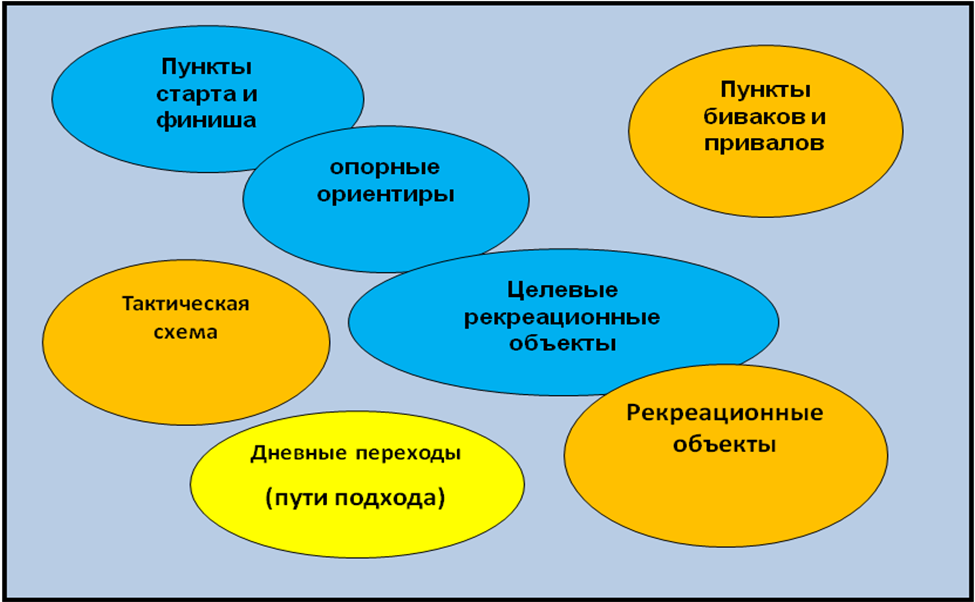 Пункты
старта и
финиша
Пункты
биваков и
привалов
опорные
ориентиры
Тактическая
схема
Целевые
рекреационные
объекты
Рекреационные
объекты
Дневные переходы
(пути подхода)